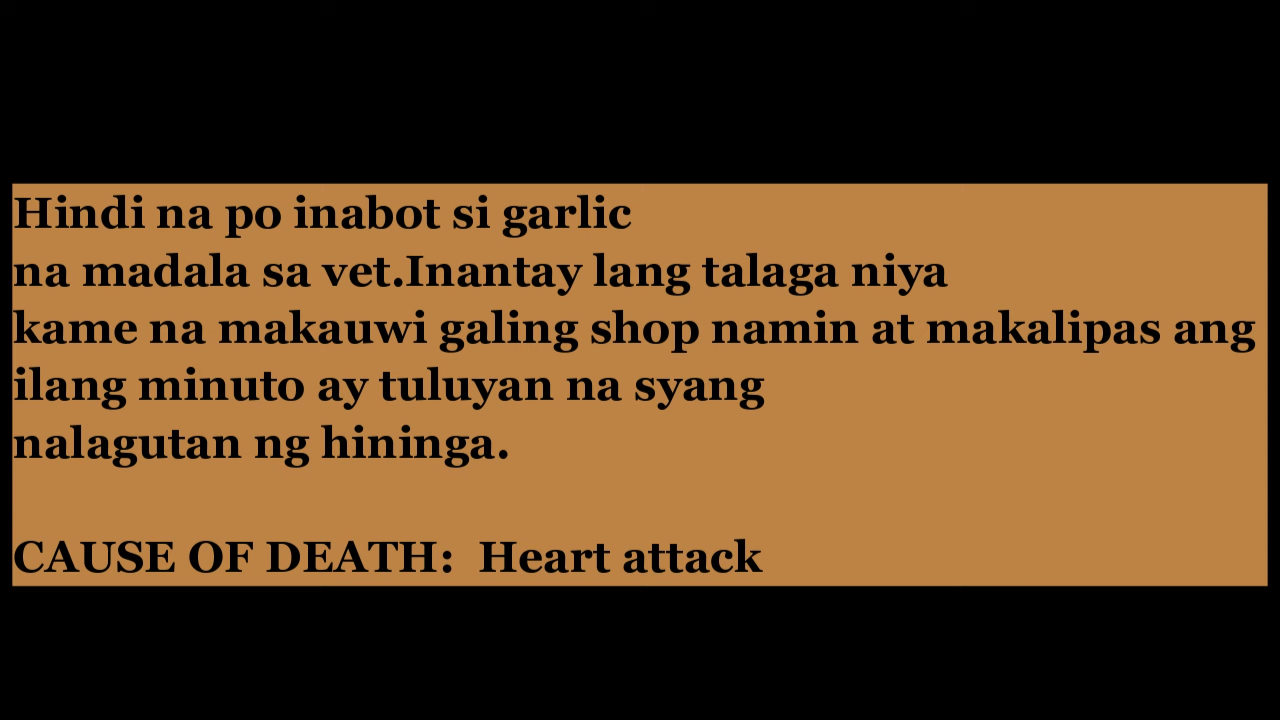 Hindi na po inabot si garlic
na madala sa vet.Inantay lang talaga niya
kame na makauwi galing shop namin at makalipas ang
ilang minuto ay tuluyan na syang
nalagutan ng hininga.
CAUSE OF DEATH:  Heart attack